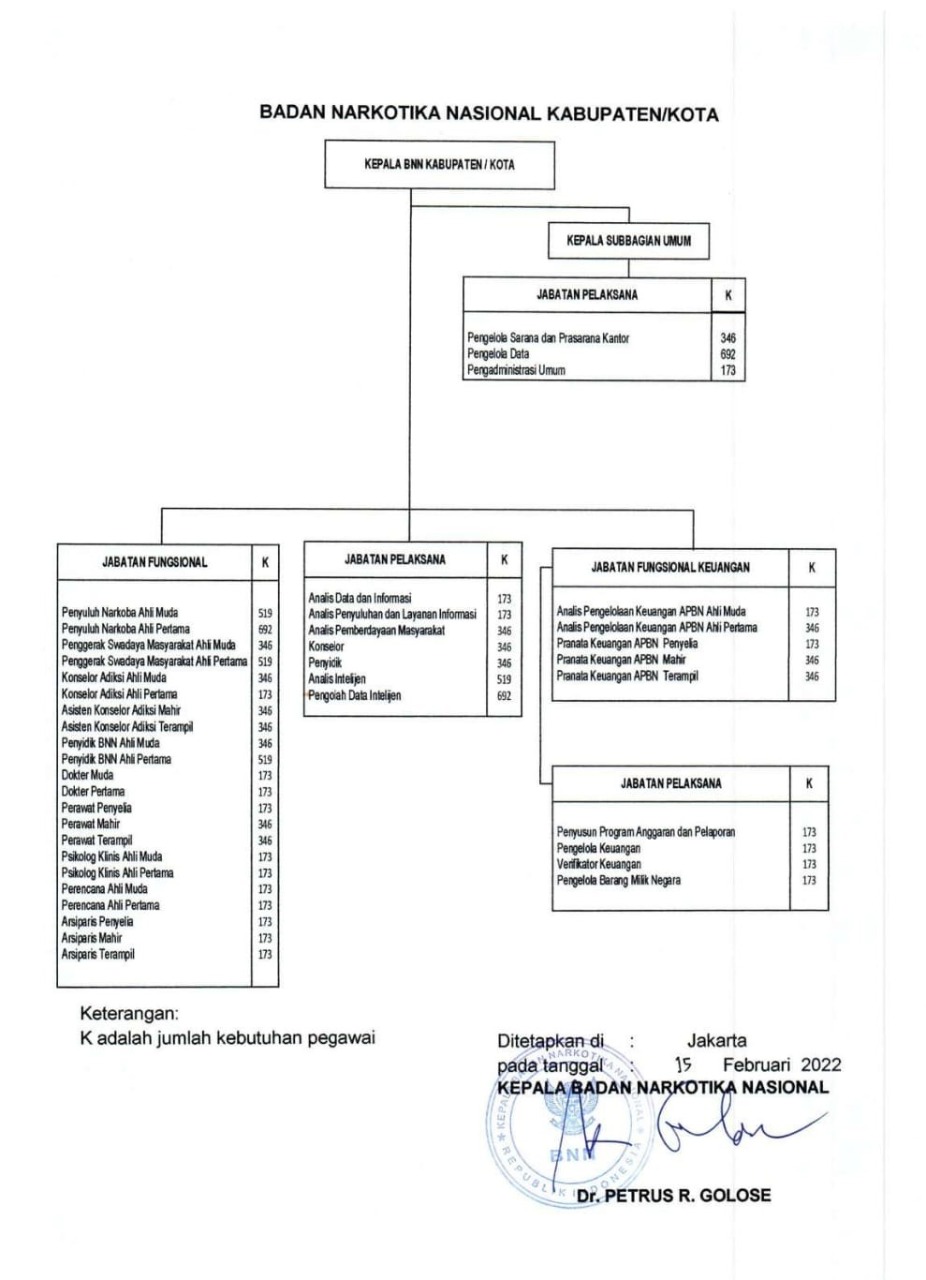 BADAN NARKOTIKA NASIONAL KABUPATEN/KOTA
KEPALA BNN KABUPATEN / KOTA
KEPALA SUBBAGIAN UMUM
JABATAN PELAKSANA K
Pengelola Sarana dan Prasarana Kantor 346
Pengelola Data 692
Pengadministrasi Umum 173
JABATAN FUNGSIONAL K
Penyuluh Narkoba Ahli Muda 519
Penyuluh Narkoba Ahli Pertama 692
Penggerak Swadaya Masyarakat Ahli Muda 346
Penggerak Swadaya Masyarakat Ahli Pertama 519
Konselor Adiksi Ahli Muda 346
Konselor Adiksi Ahli Pertama 173
Asisten Konselor Adiksi Mahir 346
Asisten Konselor Adiksi Terampil 346
Penyidik BNN Ahli Muda 346
Penyidik BNN Ahli Pertama 519
Dokter Muda 173
Dokter Pertama 173
Perawat Penyelia 173
Perawat Mahir 346
Perawat Terampil 346
Psikolog Klinis Ahli Muda 173
Psikolog Klinis Ahli Pertama 173
Perencana Ahli Muda 173
Perencana Ahli Pertama 173
Arsiparis Penyelia 173
Arsiparis Mahir 173
Arsiparis Terampil 173
JABATAN PELAKSANA K
Analis Data dan Informasi 173
Analis Penyuluhan dan Layanan Informasi 173
Analis Pemberdayaan Masyarakat 346
Konselor 346
Penyidik 346
Analis Intelijen 519
Pengolah Data Intelijen 692
JABATAN FUNGSIONAL KEUANGAN K
Analis Pengelolaan Keuangan APBN Ahli Muda 173
Analis Pengelolaan Keuangan APBN Ahli Pertama 346
Pranata Keuangan APBN Penyelia 173
Pranata Keuangan APBN Mahir 346
Pranata Keuangan APBN Terampil 346
JABATAN PELAKSANA K
Penyusun Program Anggaran dan Pelaporan 173
Pengelola Keuangan 173
Verifikator Keuangan 173
Pengelola Barang Milik Negara 173
Keterangan:
K adalah jumlah kebutuhan pegawai
Ditetapkan di : Jakarta
pada tanggal : 15 Februari 2022
KEPALA BADAN NARKOTIKA NASIONAL
KEPALA BADAN NARKOTIKA NASIONAL
BNN
REPUBLIK INDONESIA
Dr. PETRUS R. GOLOSE